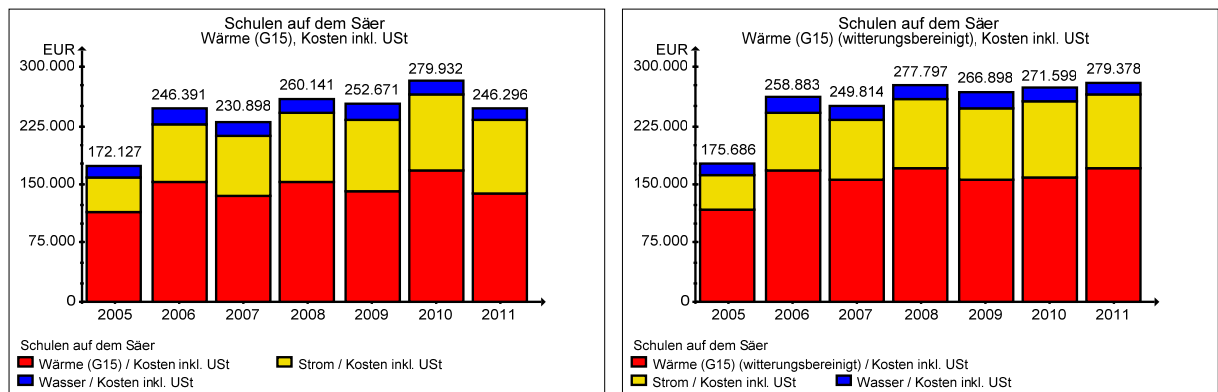 Schulen auf dem Säer
Wärme (G15), Kosten inkl. USt
EUR
300.000
225.000
150.000
75.000
0
172.127
246.391
230.898
260.141
252.671
279.932
246.296
2005 2006 2007 2008 2009 2010 2011
Schulen auf dem Säer
Wärme (G15) / Kosten inkl. USt Strom / Kosten inkl. USt
Wasser / Kosten inkl. USt
Schulen auf dem Säer
Wärme (G15) (witterungsbereinigt), Kosten inkl. USt
EUR
300.000
225.000
150.000
75.000
0
175.686
258.883
249.814
277.797
266.898
271.599
279.378
2005 2006 2007 2008 2009 2010 2011
Schulen auf dem Säer
Wärme (G15) (witterungsbereinigt) / Kosten inkl. USt
Strom / Kosten inkl. USt Wasser / Kosten inkl. USt